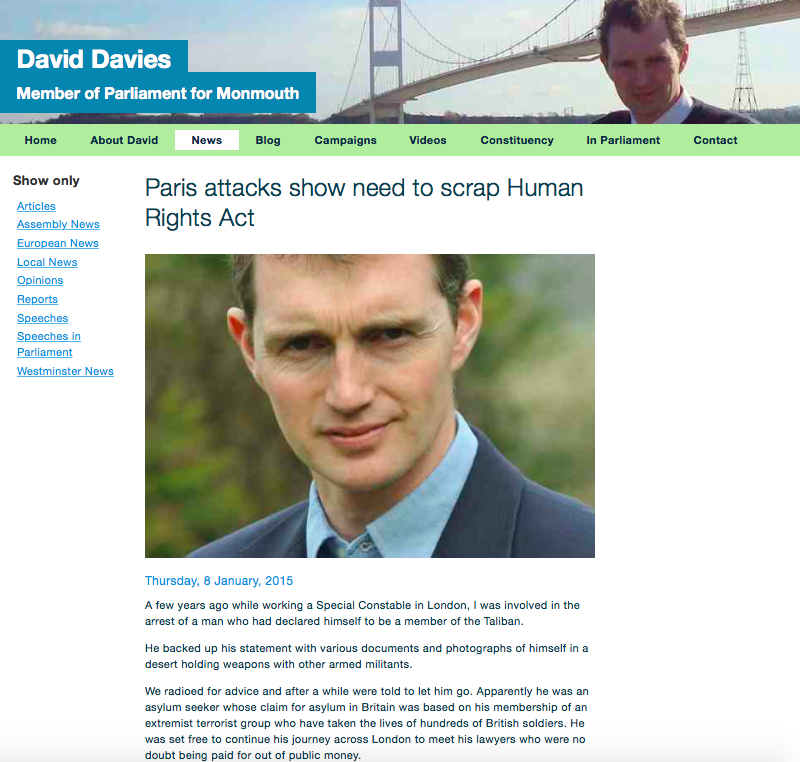 David Davies
Member of Parliament for Monmouth
Home About David News Blog Campaigns Videos Constituency In Parliament Contact
Show only
Articles
Assembly News
European News
Local News
Opinions
Reports
Speeches
Speeches in
Parliament
Westminster News
Paris attacks show need to scrap Human
Rights Act
Thursday, 8 January, 2015
A few years ago while working a Special Constable in London, I was involved in the
arrest of a man who had declared himself to be a member of the Taliban.
He backed up his statement with various documents and photographs of himself in a
desert holding weapons with other armed militants.
We radioed for advice and after a while were told to let him go. Apparently he was an
asylum seeker whose claim for asylum in Britain was based on his membership of an
extremist terrorist group who have taken the lives of hundreds of British soldiers. He
was set free to continue his journey across London to meet his lawyers who were no
doubt being paid for out of public money.